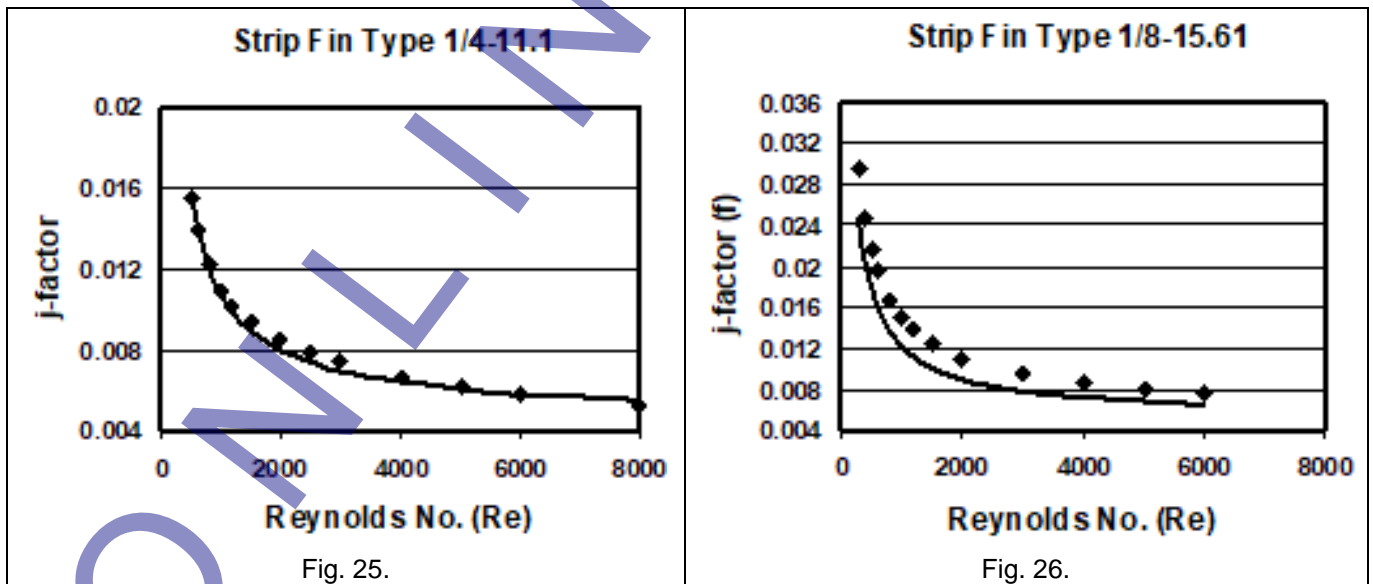 Strip Fin Type 1/4-11.1
0.02
0.016
0.012
0.008
0.004
j-factor
0 2000 4000 6000 8000
Reynolds No. (Re)
Fig. 25.
Strip Fin Type 1/8-15.61
0.036
0.032
0.028
0.024
0.02
0.016
0.012
0.008
0.004
j-factor (f)
0 2000 4000 6000 8000
Reynolds No. (Re)
Fig. 26.
ONLIN